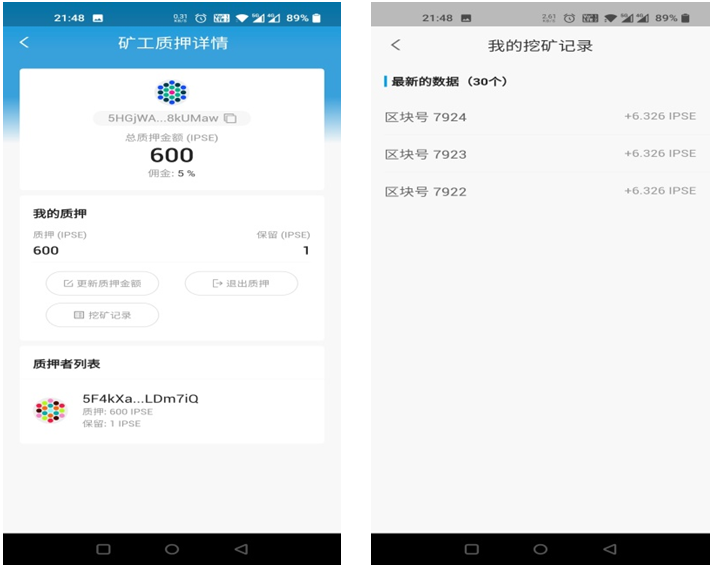 21:48
0.31
89%
矿工质押详情
5HGjWA...8kUMaw
总质押金额 (IPSE)
600
佣金: 5 %
我的质押
质押 (IPSE)
保留 (IPSE)
600
1
更新质押金额
退出质押
挖矿记录
质押者列表
5F4kXa...LDm7iQ
质押: 600 IPSE
保留: 1 IPSE
21:48
7.61
89%
我的挖矿记录
最新的数据（30个）
区块号 7924
+6.326 IPSE
区块号 7923
+6.326 IPSE
区块号 7922
+6.326 IPSE